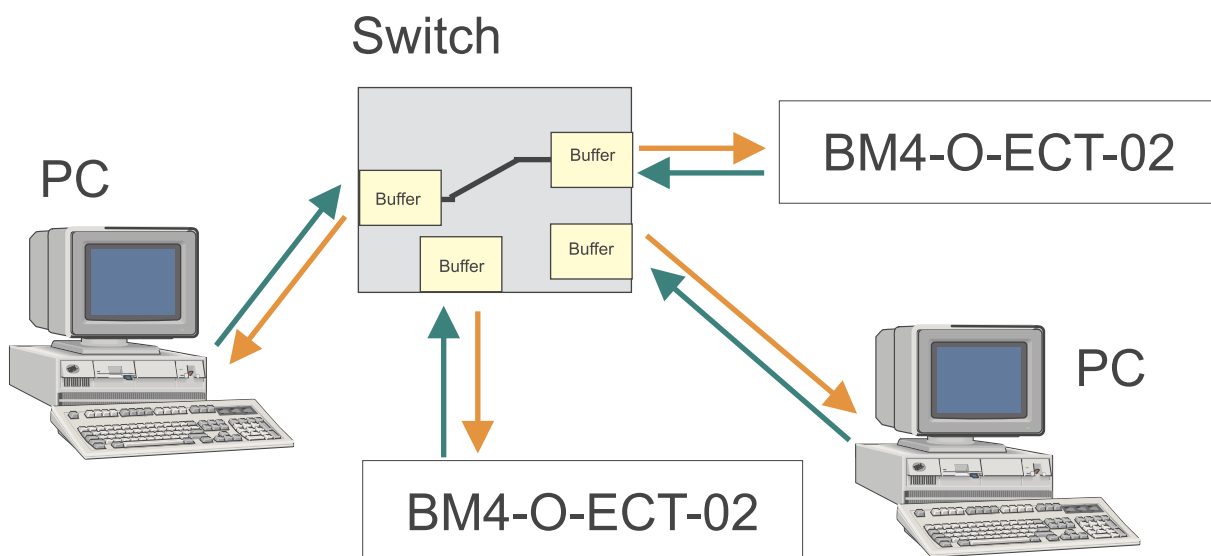 Switch
PC
Buffer
BM4-O-ECT-02
Buffer
Buffer
Buffer
PC
BM4-O-ECT-02